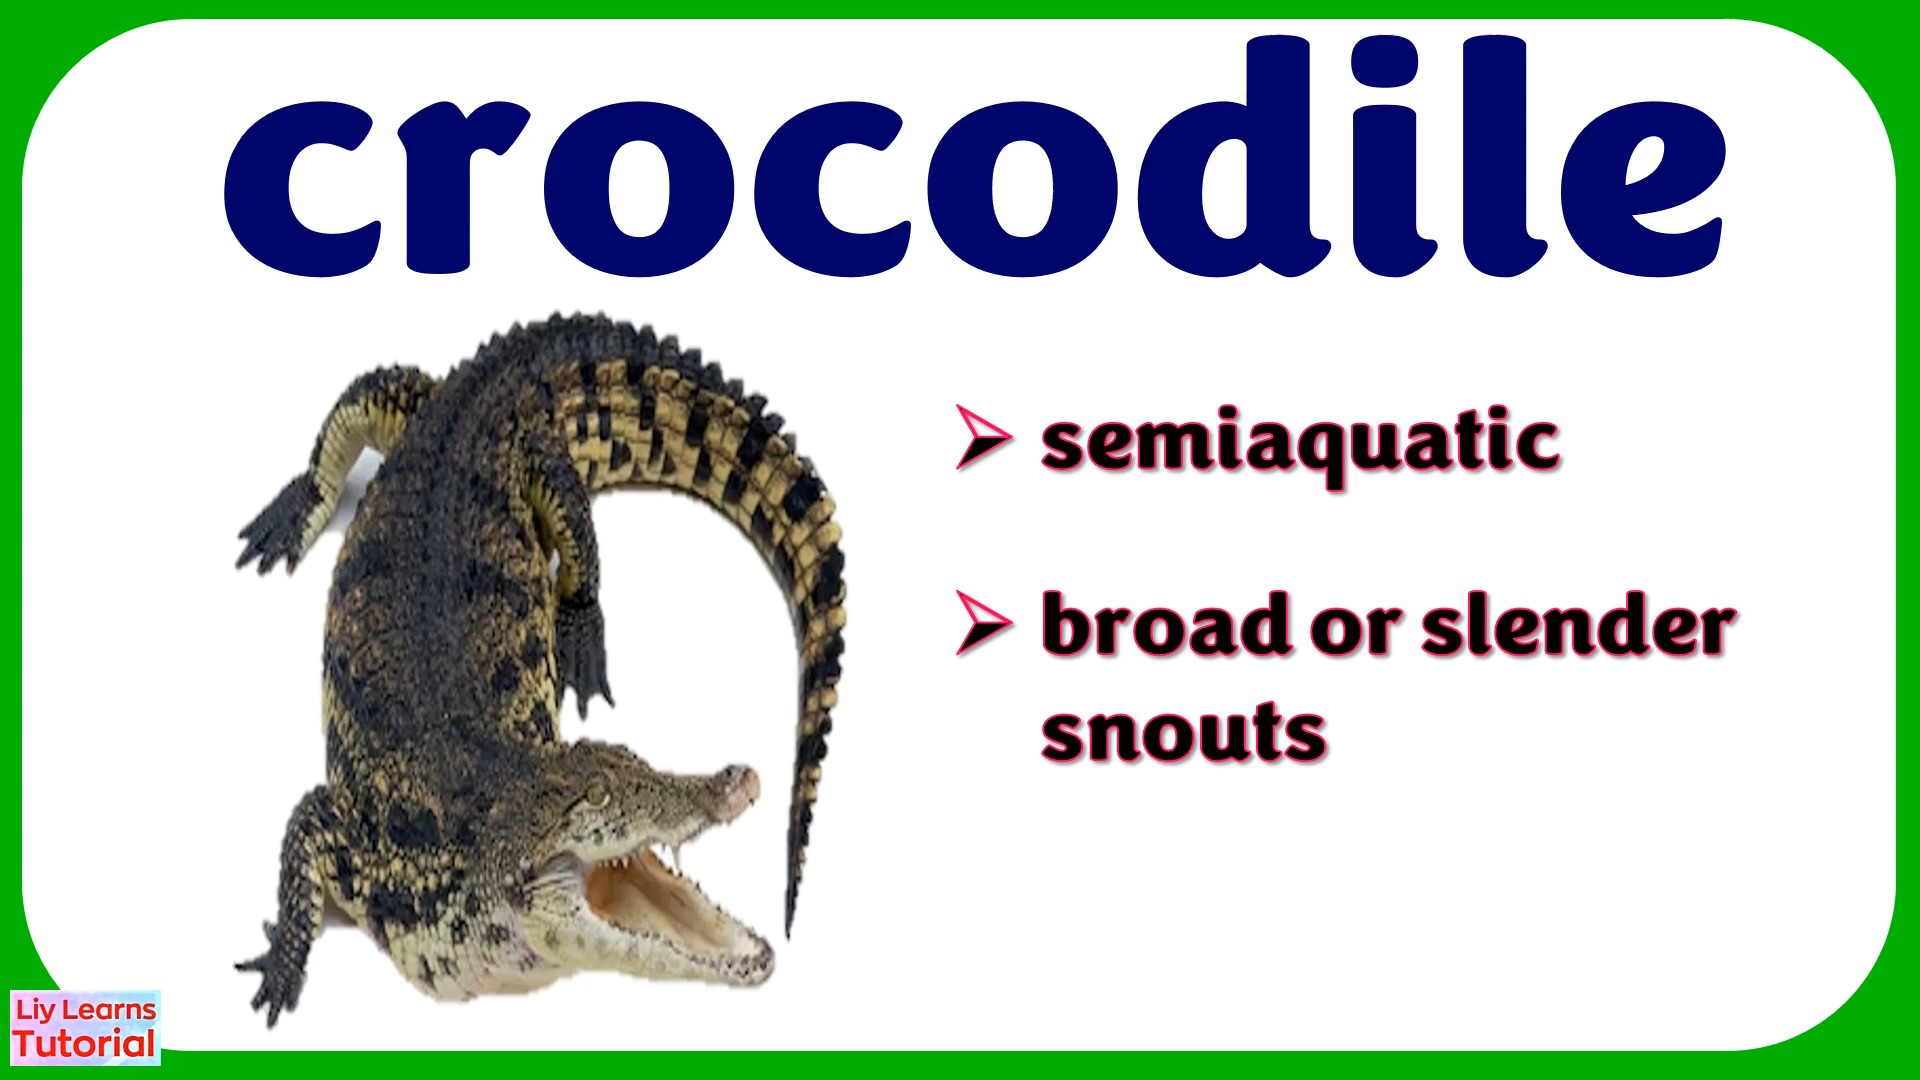 crocodile
semiaquatic
broad or slender
snouts
Liy Learns
Tutorial